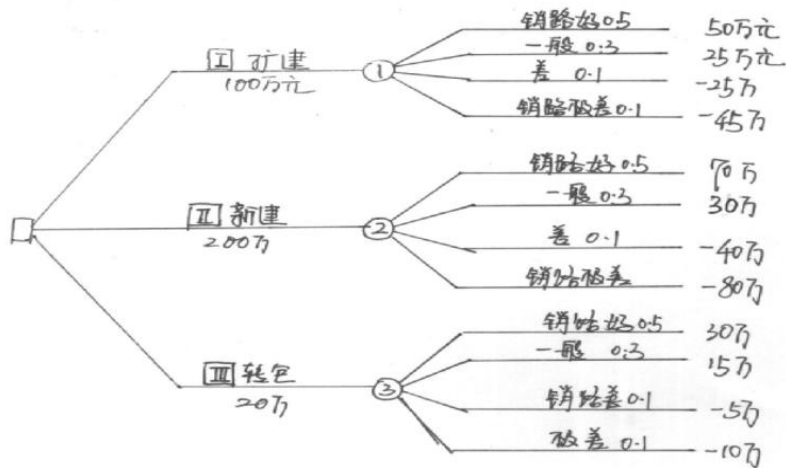 销路好 0.5 50万元
一般 0.3 25万元
Ⅰ 扩建 ① 差 0.1 -25万
100万元
销路极差 0.1 -45万
销路好 0.5 70万
一般 0.3 30万
Ⅱ 新建 ②
200万
差 0.1 -40万
销路极差 -80万
销路好 0.5 30万
一般 0.3 15万
Ⅲ 转包 ③
20万
销路差 0.1 -5万
极差 0.1 -10万